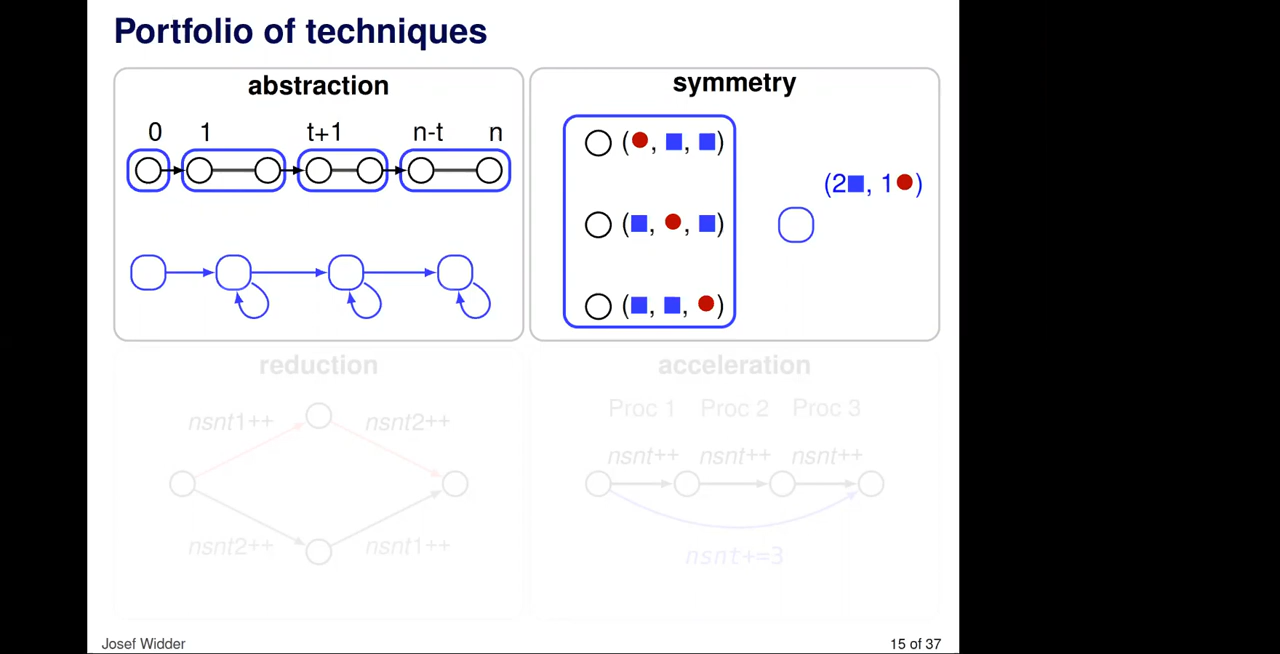 Portfolio of techniques
abstraction
0 1 t+1 n-t n
symmetry
(●, ■, ■)
(■, ●, ■)
(■, ■, ●)
(2■, 1●)
reduction
nsnt1++ nsnt2++
nsnt2++ nsnt1++
acceleration
Proc 1 Proc 2 Proc 3
nsnt++ nsnt++ nsnt++
nsnt+=3
Josef Widder 15 of 37